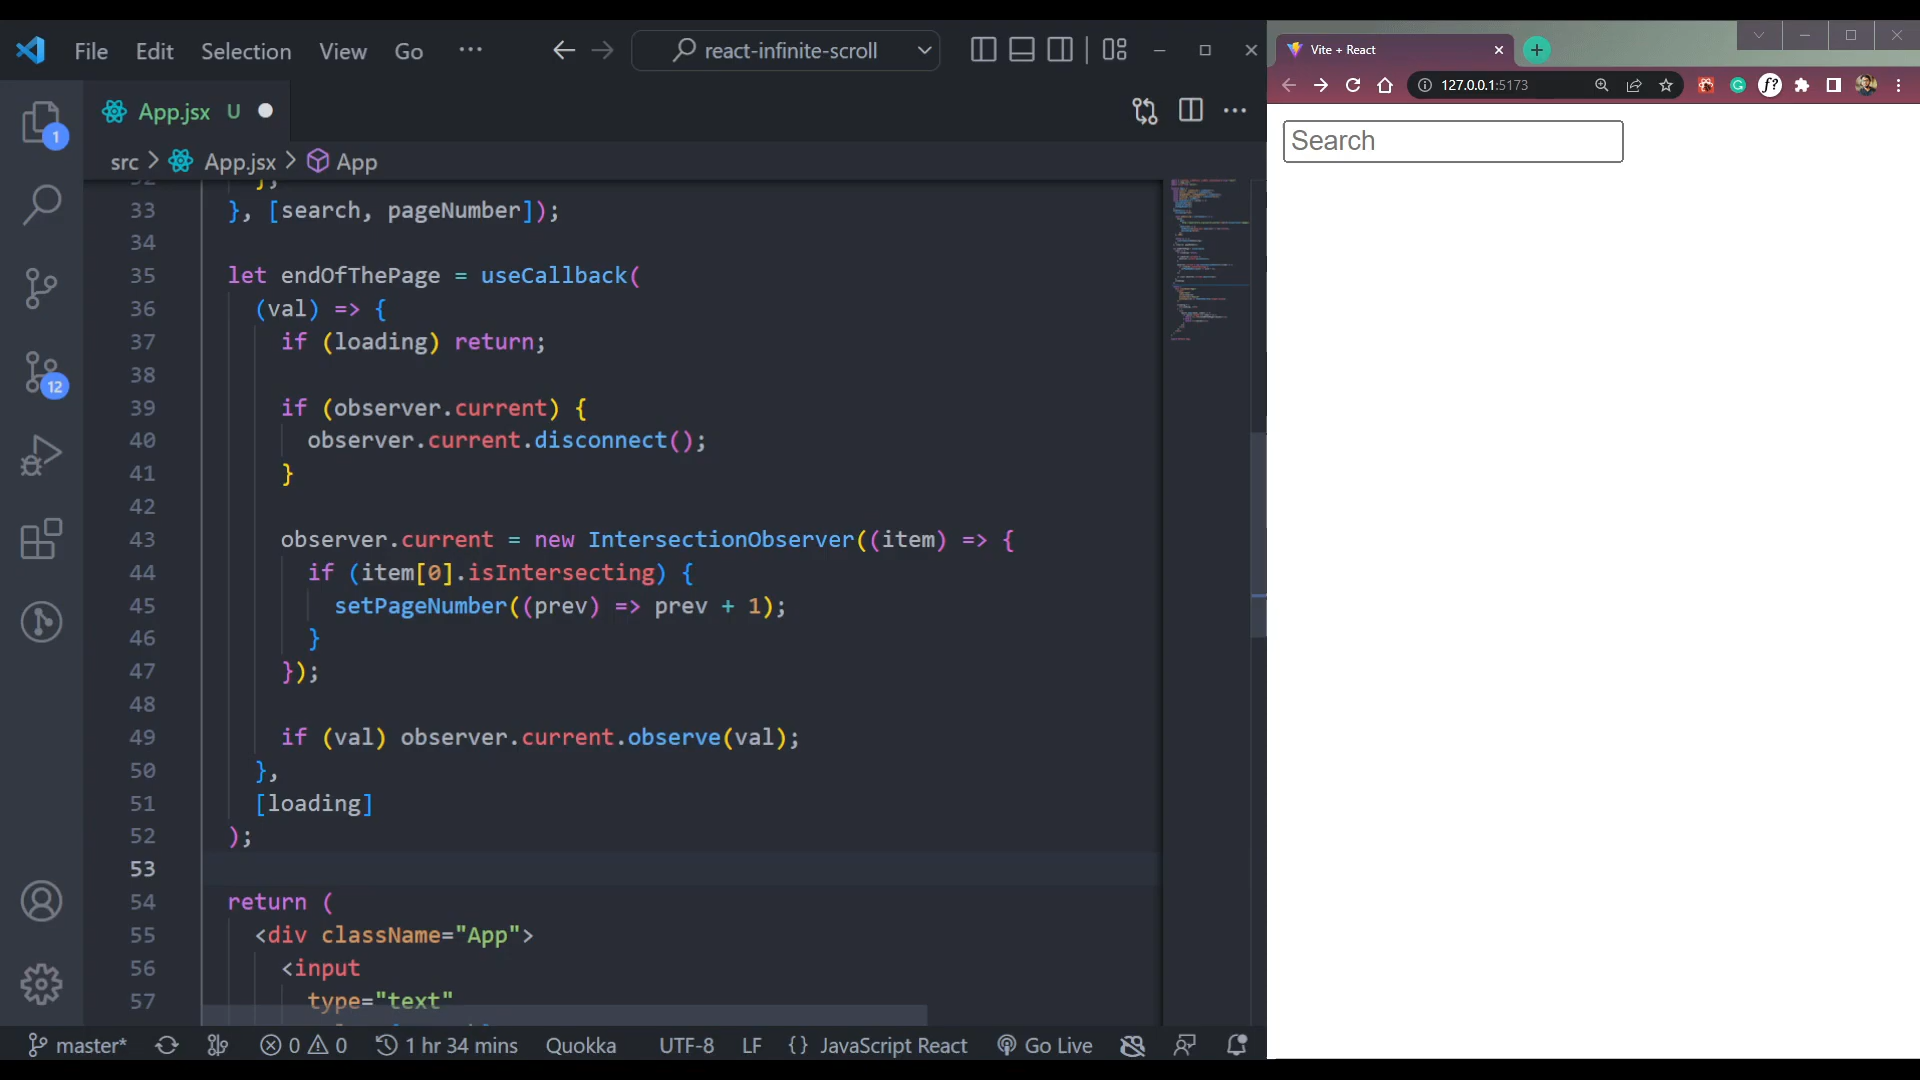 File Edit Selection View Go ··· react-infinite-scroll
App.jsx U
src > App.jsx > App
1
12
33 }, [search, pageNumber]);
34
35 let endOfThePage = useCallback(
36 (val) => {
37 if (loading) return;
38
39 if (observer.current) {
40 observer.current.disconnect();
41 }
42
43 observer.current = new IntersectionObserver((item) => {
44 if (item[0].isIntersecting) {
45 setPageNumber((prev) => prev + 1);
46 }
47 });
48
49 if (val) observer.current.observe(val);
50 },
51 [loading]
52 );
53
54 return (
55 <div className="App">
56 <input
57 type="text"
master* 0 0 1 hr 34 mins Quokka UTF-8 LF {} JavaScript React Go Live
Vite + React
127.0.0.1:5173 f?
Search